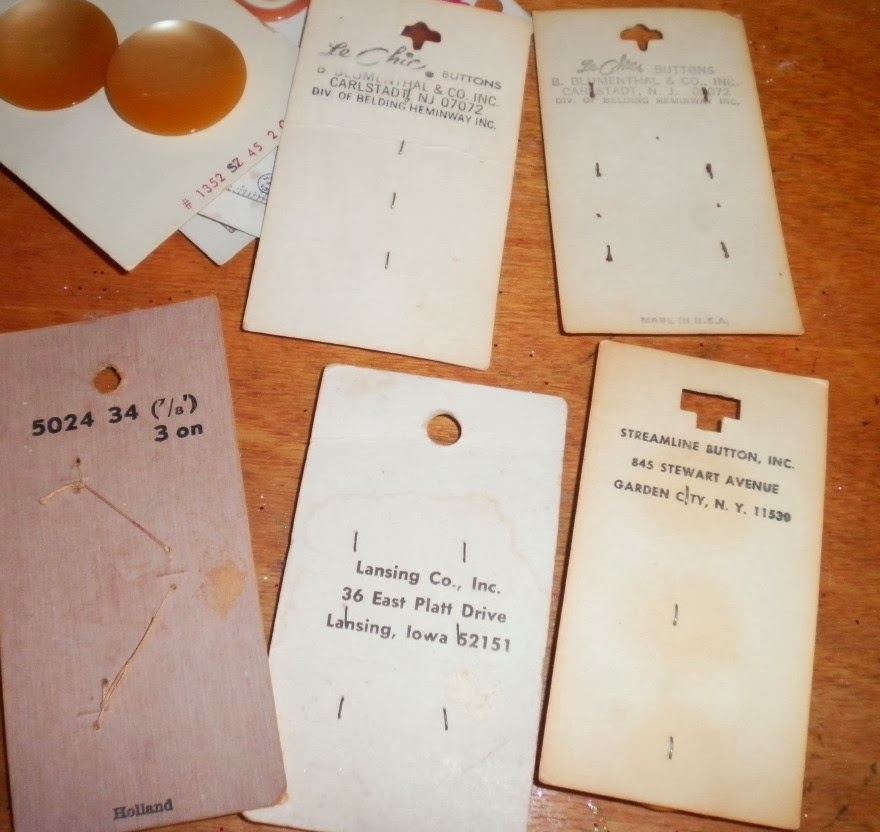 # 1352 SZ 45 2
Le Chic. BUTTONS
B. BLUMENTHAL & CO. INC.
CARLSTADT, NJ 07072
DIV. OF BELDING HEMINWAY INC.
Le Chic BUTTONS
B. BLUMENTHAL & CO., INC.
CARLSTADT, N. J. 07072
DIV. OF BELDING HEMINWAY INC.
MADE IN U.S.A.
5024 34 (7/8")
3 on
Holland
Lansing Co., Inc.
36 East Platt Drive
Lansing, Iowa 52151
STREAMLINE BUTTON, INC.
845 STEWART AVENUE
GARDEN CITY, N. Y. 11530